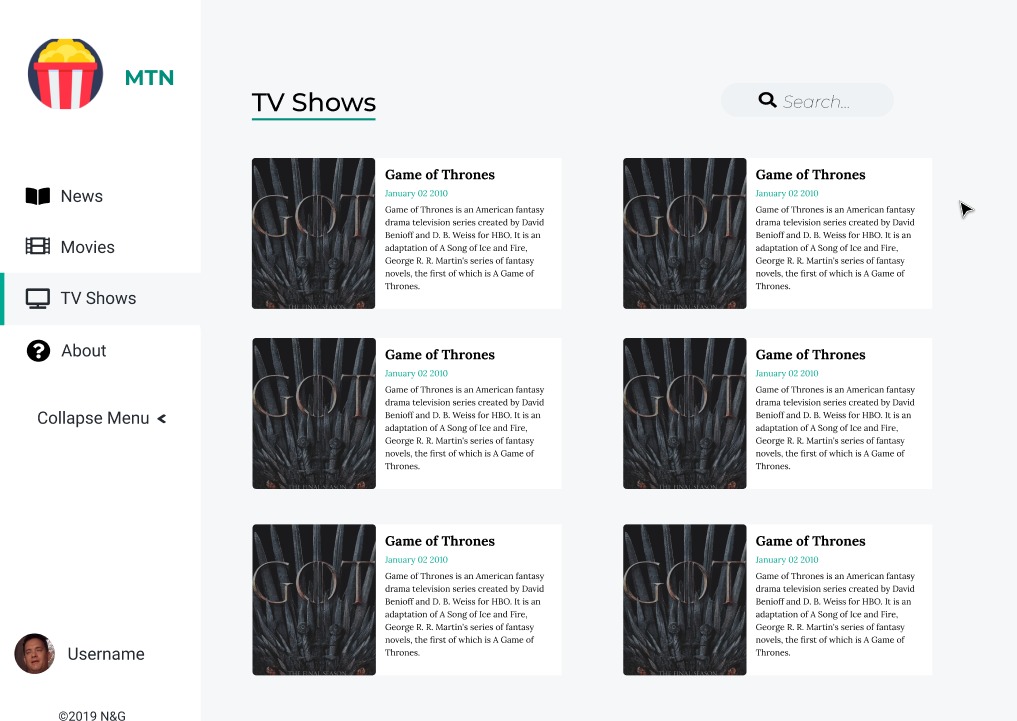 MTN
News
Movies
TV Shows
About
Collapse Menu <
Username
©2019 N&G
TV Shows
Search...
GOT
THE FINAL SEASON
Game of Thrones
January 02 2010
Game of Thrones is an American fantasy
drama television series created by David
Benioff and D. B. Weiss for HBO. It is an
adaptation of A Song of Ice and Fire,
George R. R. Martin's series of fantasy
novels, the first of which is A Game of
Thrones.
GOT
THE FINAL SEASON
Game of Thrones
January 02 2010
Game of Thrones is an American fantasy
drama television series created by David
Benioff and D. B. Weiss for HBO. It is an
adaptation of A Song of Ice and Fire,
George R. R. Martin's series of fantasy
novels, the first of which is A Game of
Thrones.
GOT
THE FINAL SEASON
Game of Thrones
January 02 2010
Game of Thrones is an American fantasy
drama television series created by David
Benioff and D. B. Weiss for HBO. It is an
adaptation of A Song of Ice and Fire,
George R. R. Martin's series of fantasy
novels, the first of which is A Game of
Thrones.
GOT
THE FINAL SEASON
Game of Thrones
January 02 2010
Game of Thrones is an American fantasy
drama television series created by David
Benioff and D. B. Weiss for HBO. It is an
adaptation of A Song of Ice and Fire,
George R. R. Martin's series of fantasy
novels, the first of which is A Game of
Thrones.
GOT
THE FINAL SEASON
Game of Thrones
January 02 2010
Game of Thrones is an American fantasy
drama television series created by David
Benioff and D. B. Weiss for HBO. It is an
adaptation of A Song of Ice and Fire,
George R. R. Martin's series of fantasy
novels, the first of which is A Game of
Thrones.
GOT
THE FINAL SEASON
Game of Thrones
January 02 2010
Game of Thrones is an American fantasy
drama television series created by David
Benioff and D. B. Weiss for HBO. It is an
adaptation of A Song of Ice and Fire,
George R. R. Martin's series of fantasy
novels, the first of which is A Game of
Thrones.